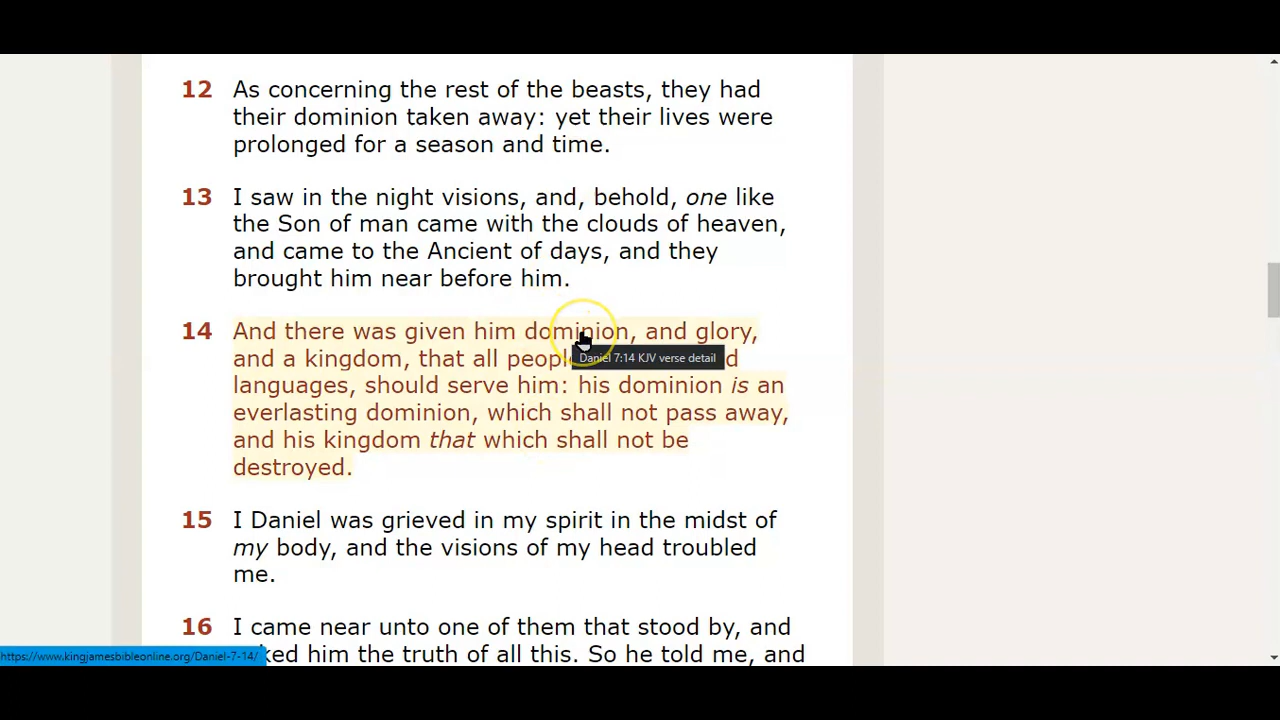 12 As concerning the rest of the beasts, they had
their dominion taken away: yet their lives were
prolonged for a season and time.
13 I saw in the night visions, and, behold, one like
the Son of man came with the clouds of heaven,
and came to the Ancient of days, and they
brought him near before him.
14 And there was given him dominion, and glory,
and a kingdom, that all
Daniel 7:14 KJV verse detail
languages, should serve him: his dominion is an
everlasting dominion, which shall not pass away,
and his kingdom that which shall not be
destroyed.
15 I Daniel was grieved in my spirit in the midst of
my body, and the visions of my head troubled
me.
16 I came near unto one of them that stood by, and
him the truth of all this. So he told me, and
https://www.kingjamesbibleonline.org/Daniel-7-14/